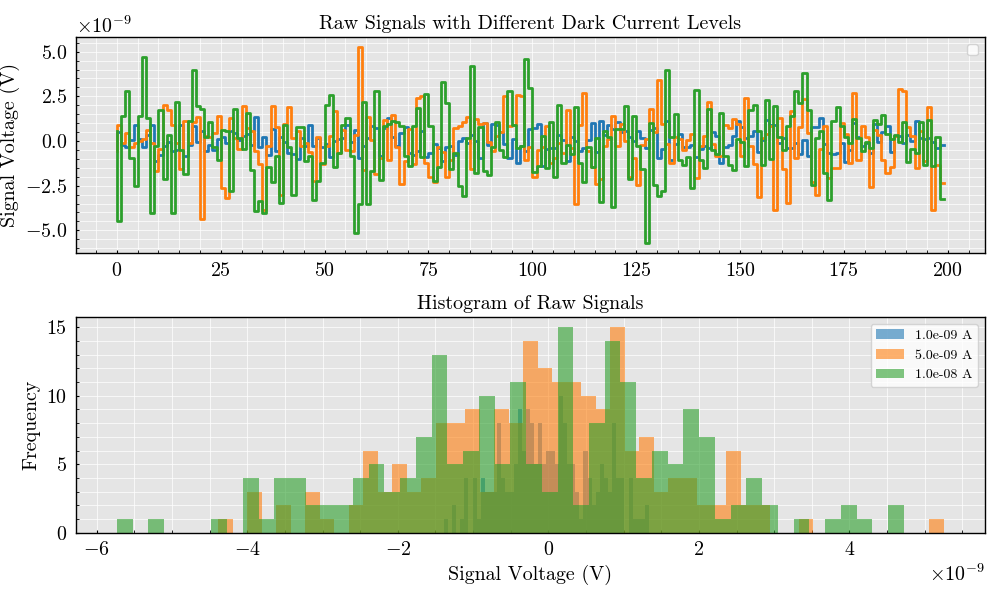 Raw Signals with Different Dark Current Levels
×10⁻⁹
Signal Voltage (V)
5.0
2.5
0.0
−2.5
−5.0
0 25 50 75 100 125 150 175 200
Histogram of Raw Signals
Frequency
15
10
5
0
1.0e-09 A
5.0e-09 A
1.0e-08 A
−6 −4 −2 0 2 4
Signal Voltage (V)
×10⁻⁹